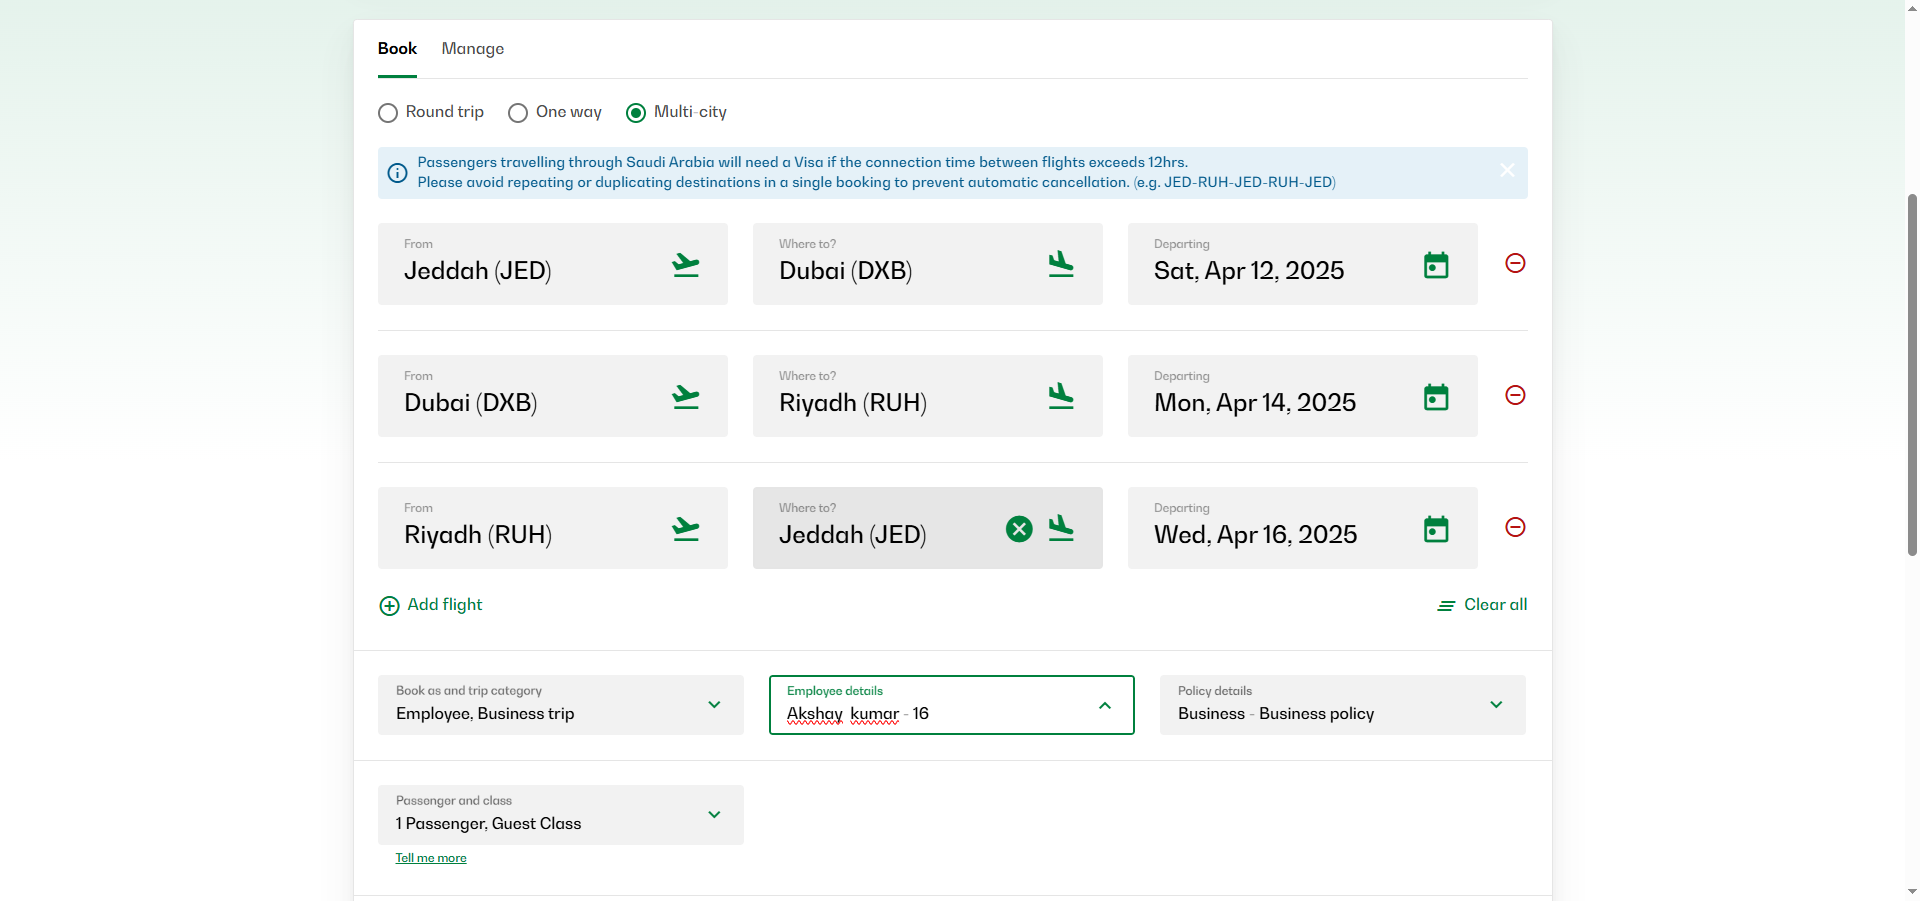 Book Manage
Round trip One way Multi-city
Passengers travelling through Saudi Arabia will need a Visa if the connection time between flights exceeds 12hrs.
Please avoid repeating or duplicating destinations in a single booking to prevent automatic cancellation. (e.g. JED-RUH-JED-RUH-JED)
From Where to? Departing
Jeddah (JED) Dubai (DXB) Sat, Apr 12, 2025
From Where to? Departing
Dubai (DXB) Riyadh (RUH) Mon, Apr 14, 2025
From Where to? Departing
Riyadh (RUH) Jeddah (JED) Wed, Apr 16, 2025
Add flight Clear all
Book as and trip category Employee details Policy details
Employee, Business trip Akshay kumar - 16 Business - Business policy
Passenger and class
1 Passenger, Guest Class
Tell me more